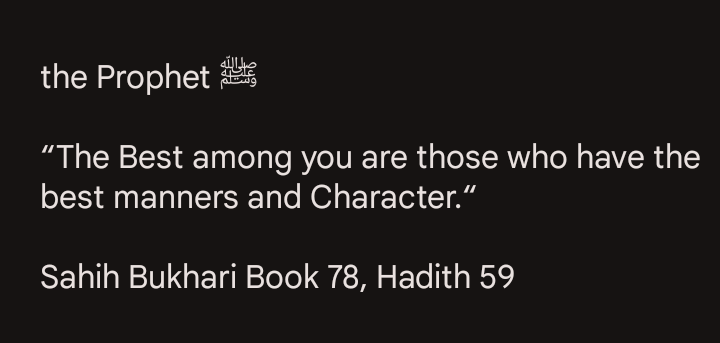 the Prophet ﷺ
“The Best among you are those who have the
best manners and Character.“
Sahih Bukhari Book 78, Hadith 59